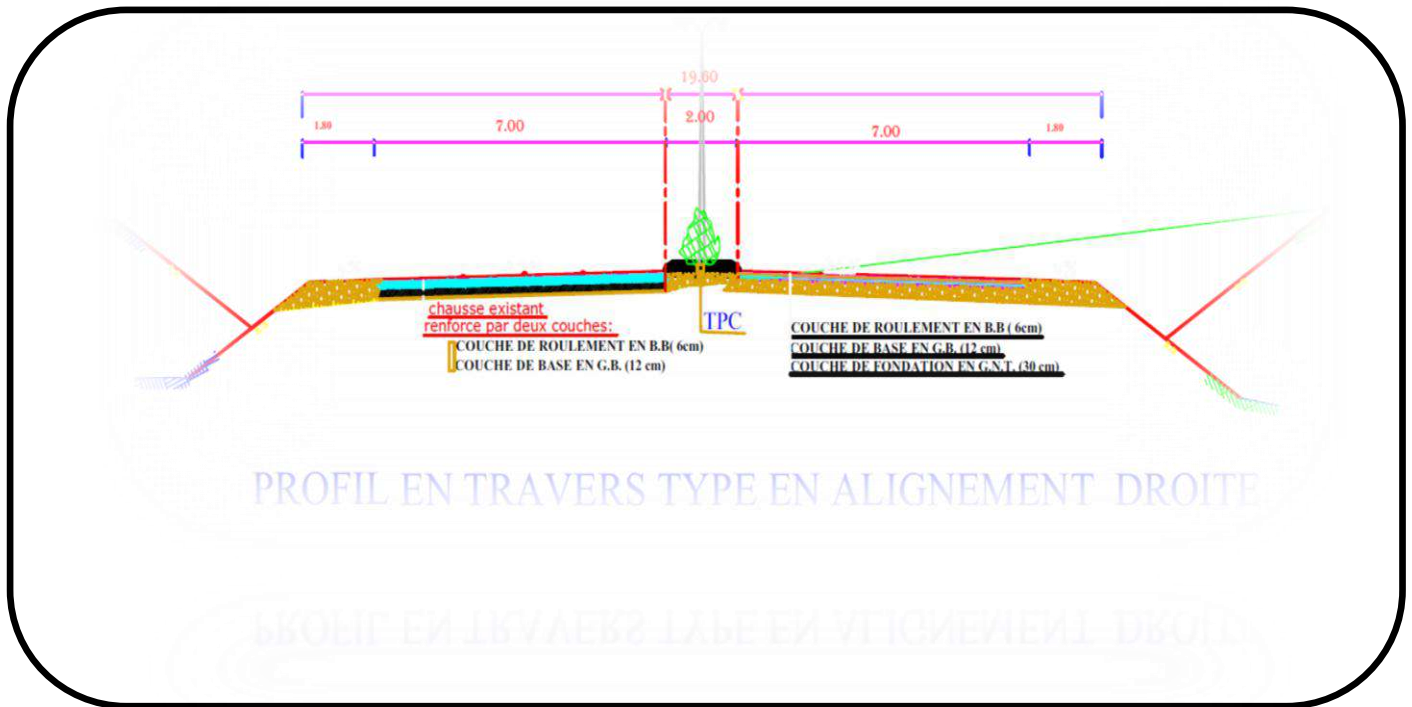 19.60
1.80 7.00 2.00 7.00 1.80
chausse existant
renforce par deux couches:
COUCHE DE ROULEMENT EN B.B( 6cm)
COUCHE DE BASE EN G.B. (12 cm)
TPC
COUCHE DE ROULEMENT EN B.B ( 6cm)
COUCHE DE BASE EN G.B. (12 cm)
COUCHE DE FONDATION EN G.N.T. (30 cm)
PROFIL EN TRAVERS TYPE EN ALIGNEMENT DROITE